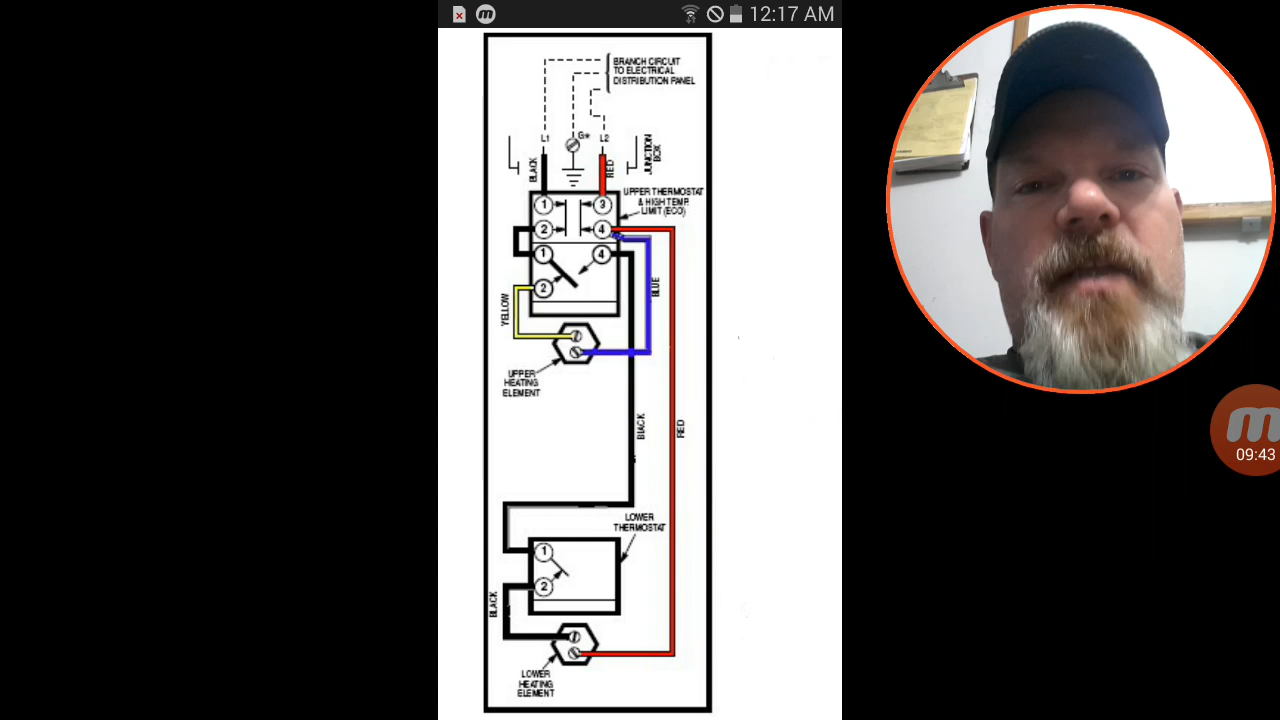 12:17 AM
BRANCH CIRCUIT
TO ELECTRICAL
DISTRIBUTION PANEL
L1
G*
L2
BLACK
RED
JUNCTION
BOX
UPPER THERMOSTAT
& HIGH TEMP.
LIMIT (ECO)
1
3
2
4
1
4
2
YELLOW
BLUE
UPPER
HEATING
ELEMENT
BLACK
RED
LOWER
THERMOSTAT
1
2
BLACK
LOWER
HEATING
ELEMENT
09:43